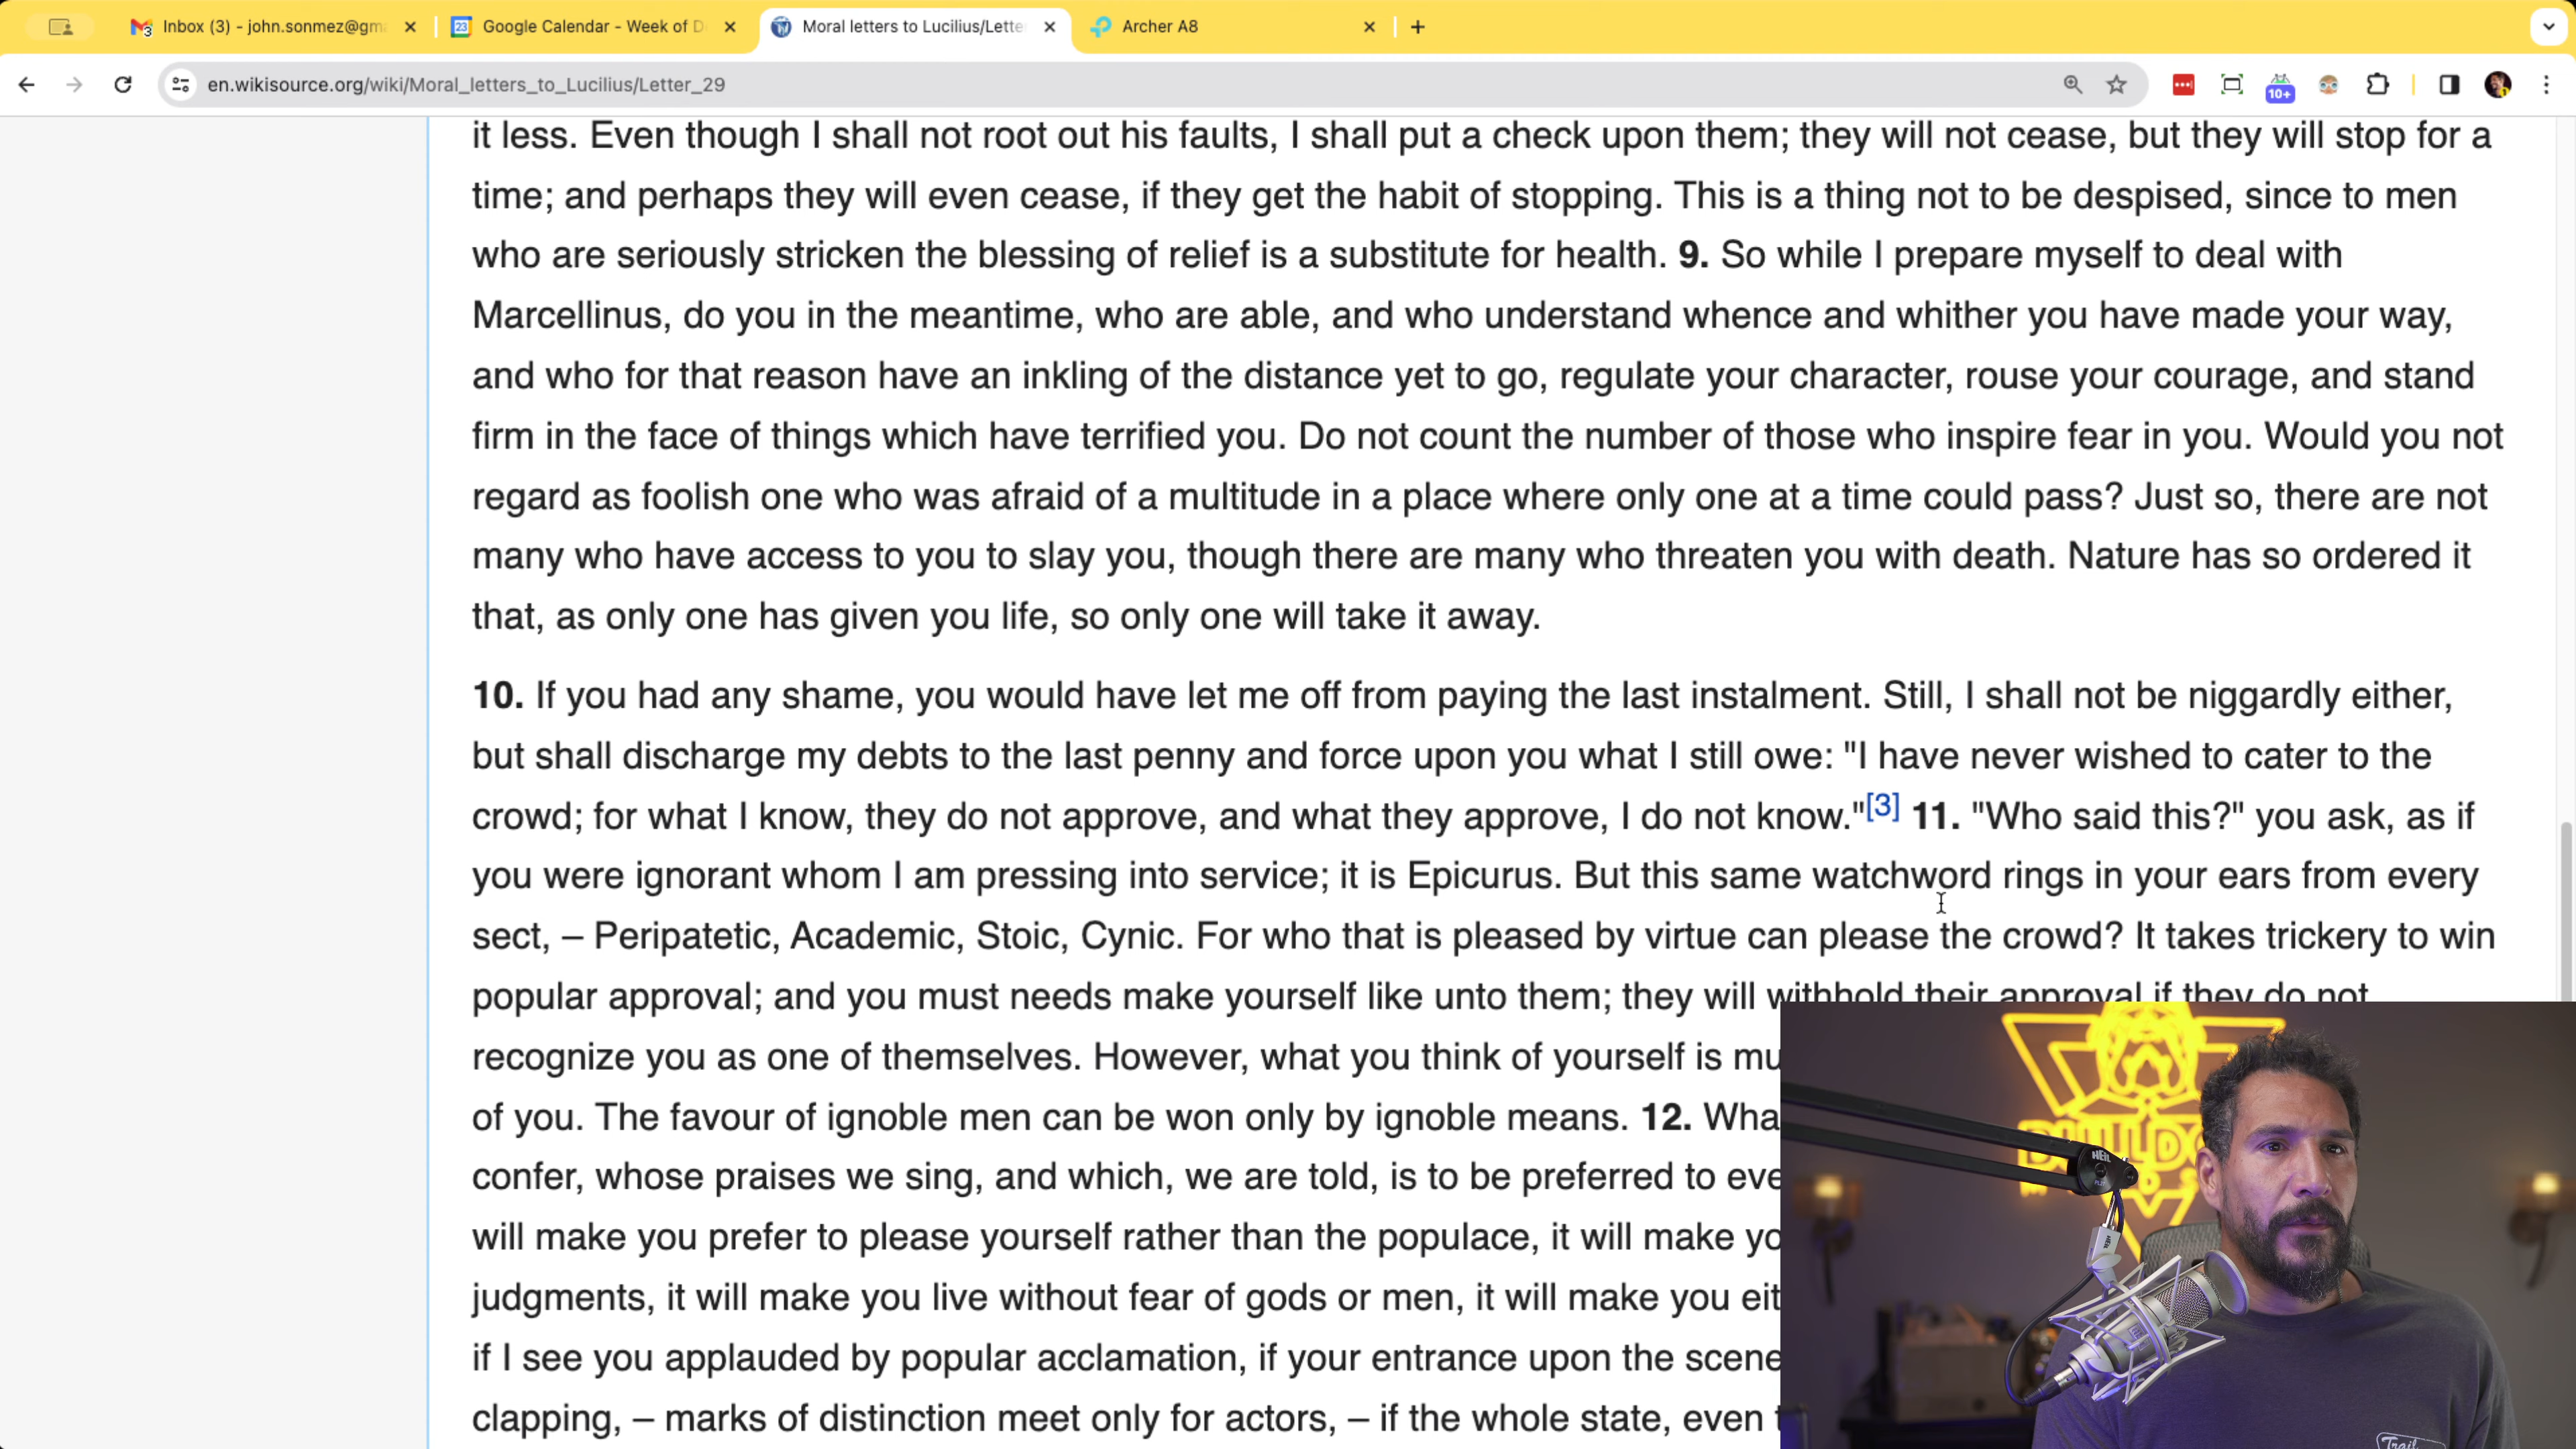 Inbox (3) - john.sonmez@gma
Google Calendar - Week of D
Moral letters to Lucilius/Lette
Archer A8
en.wikisource.org/wiki/Moral_letters_to_Lucilius/Letter_29
10+
it less. Even though I shall not root out his faults, I shall put a check upon them; they will not cease, but they will stop for a
time; and perhaps they will even cease, if they get the habit of stopping. This is a thing not to be despised, since to men
who are seriously stricken the blessing of relief is a substitute for health. 9. So while I prepare myself to deal with
Marcellinus, do you in the meantime, who are able, and who understand whence and whither you have made your way,
and who for that reason have an inkling of the distance yet to go, regulate your character, rouse your courage, and stand
firm in the face of things which have terrified you. Do not count the number of those who inspire fear in you. Would you not
regard as foolish one who was afraid of a multitude in a place where only one at a time could pass? Just so, there are not
many who have access to you to slay you, though there are many who threaten you with death. Nature has so ordered it
that, as only one has given you life, so only one will take it away.
10. If you had any shame, you would have let me off from paying the last instalment. Still, I shall not be niggardly either,
but shall discharge my debts to the last penny and force upon you what I still owe: "I have never wished to cater to the
crowd; for what I know, they do not approve, and what they approve, I do not know."[3] 11. "Who said this?" you ask, as if
you were ignorant whom I am pressing into service; it is Epicurus. But this same watchword rings in your ears from every
sect, – Peripatetic, Academic, Stoic, Cynic. For who that is pleased by virtue can please the crowd? It takes trickery to win
popular approval; and you must needs make yourself like unto them; they will withhold their approval if they do not
recognize you as one of themselves. However, what you think of yourself is mu
of you. The favour of ignoble men can be won only by ignoble means. 12. Wha
confer, whose praises we sing, and which, we are told, is to be preferred to eve
will make you prefer to please yourself rather than the populace, it will make yo
judgments, it will make you live without fear of gods or men, it will make you eit
if I see you applauded by popular acclamation, if your entrance upon the scene
clapping, – marks of distinction meet only for actors, – if the whole state, even
HEIL
Trail